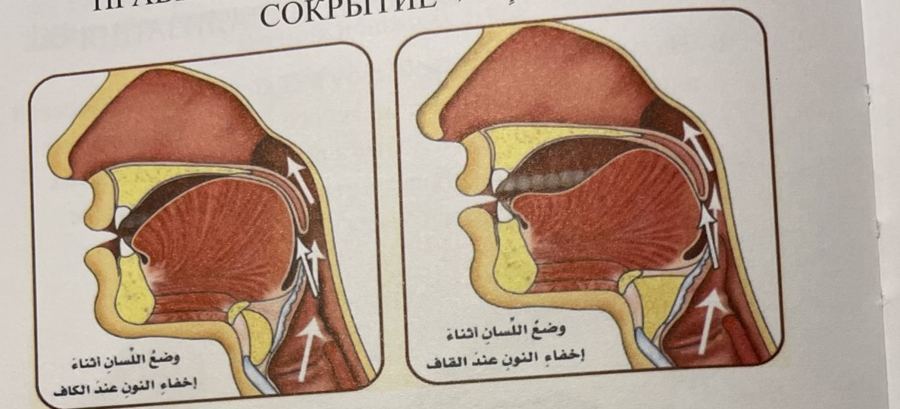 СОКРЫТИЕ
وضعُ اللِّسانِ أثناءَ
إخفاءِ النونِ عندَ الكاف
وضعُ اللِّسانِ أثناءَ
إخفاءِ النونِ عندَ القاف